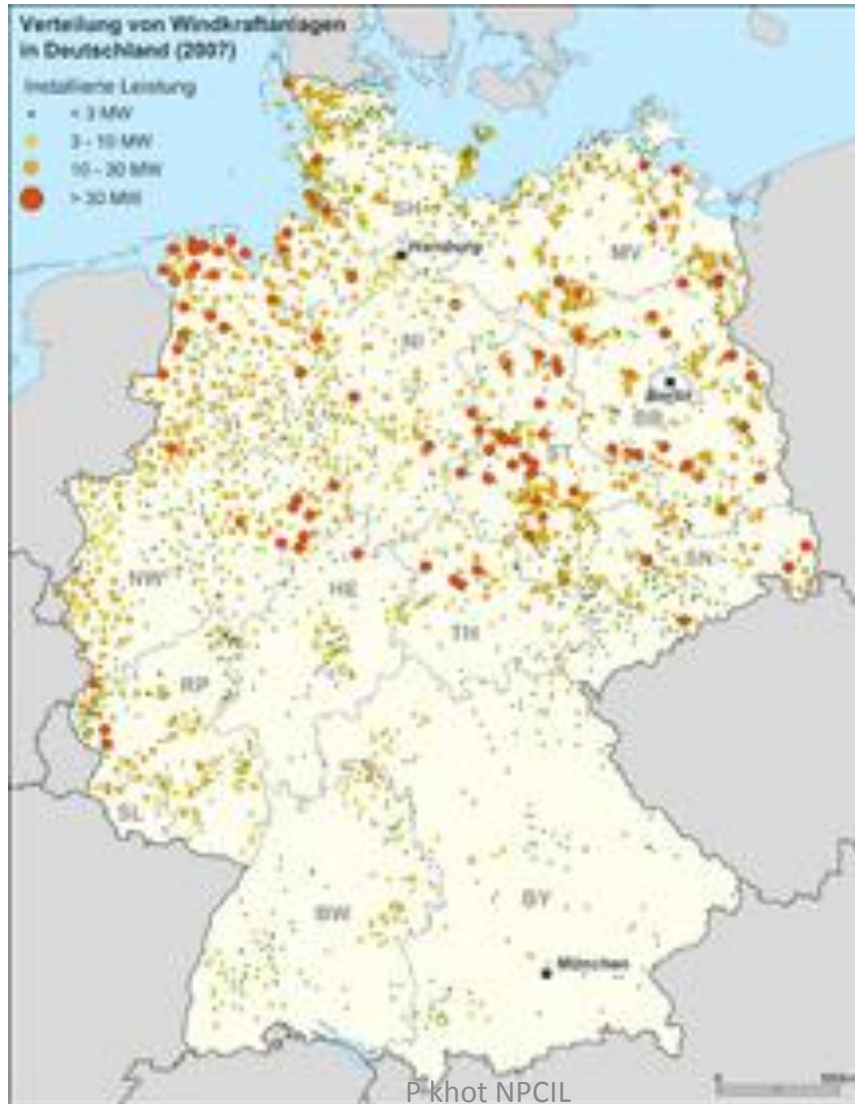 Verteilung von Windkraftanlagen
in Deutschland (2007)
Installierte Leistung
< 3 MW
3 - 10 MW
10 - 30 MW
> 30 MW
SH
Hamburg
MV
NI
Berlin
BB
ST
NW
HE
SN
TH
RP
SL
BW
BY
München
0
P khot NPCIL